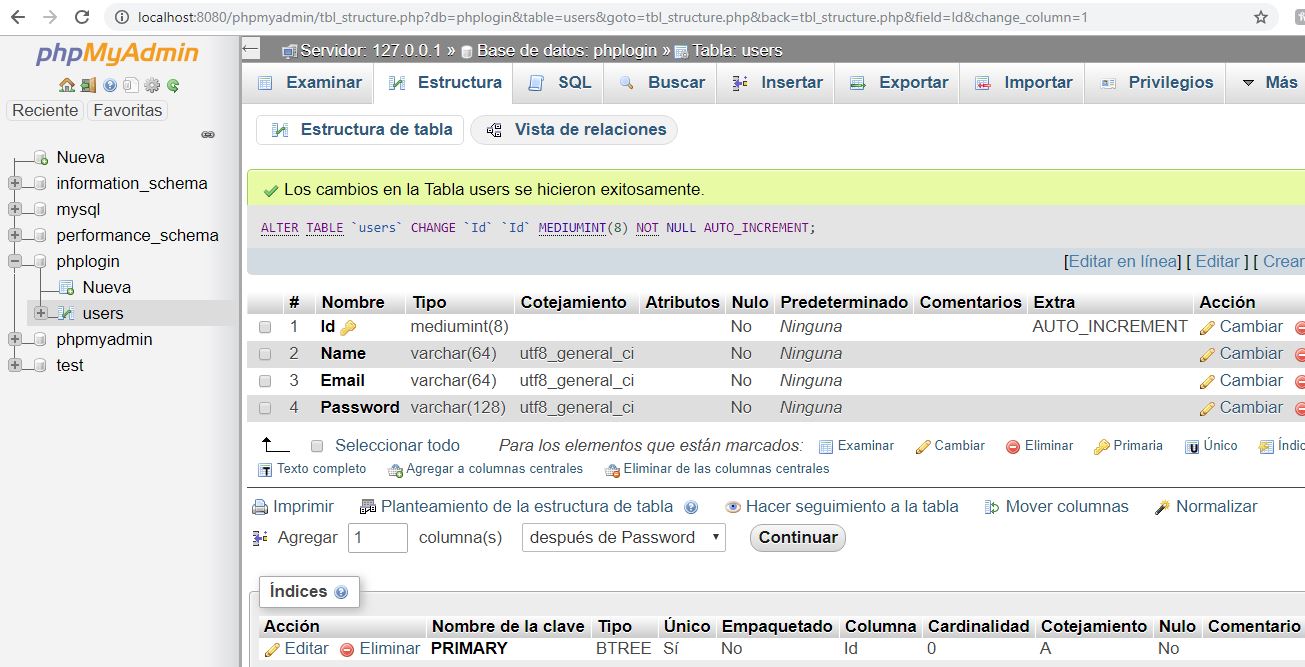 localhost:8080/phpmyadmin/tbl_structure.php?db=phplogin&table=users&goto=tbl_structure.php&back=tbl_structure.php&field=Id&change_column=1
phpMyAdmin
Reciente Favoritas
Nueva
information_schema
mysql
performance_schema
phplogin
Nueva
users
phpmyadmin
test
Servidor: 127.0.0.1 » Base de datos: phplogin » Tabla: users
Examinar Estructura SQL Buscar Insertar Exportar Importar Privilegios Más
Estructura de tabla Vista de relaciones
Los cambios en la Tabla users se hicieron exitosamente.
ALTER TABLE `users` CHANGE `Id` `Id` MEDIUMINT(8) NOT NULL AUTO_INCREMENT;
[Editar en línea] [ Editar ] [ Crear
# Nombre Tipo Cotejamiento Atributos Nulo Predeterminado Comentarios Extra Acción
1 Id mediumint(8) No Ninguna AUTO_INCREMENT Cambiar
2 Name varchar(64) utf8_general_ci No Ninguna Cambiar
3 Email varchar(64) utf8_general_ci No Ninguna Cambiar
4 Password varchar(128) utf8_general_ci No Ninguna Cambiar
Seleccionar todo Para los elementos que están marcados: Examinar Cambiar Eliminar Primaria Único Índic
Texto completo Agregar a columnas centrales Eliminar de las columnas centrales
Imprimir Planteamiento de la estructura de tabla Hacer seguimiento a la tabla Mover columnas Normalizar
Agregar 1 columna(s) después de Password Continuar
Índices
Acción Nombre de la clave Tipo Único Empaquetado Columna Cardinalidad Cotejamiento Nulo Comentario
Editar Eliminar PRIMARY BTREE Sí No Id 0 A No